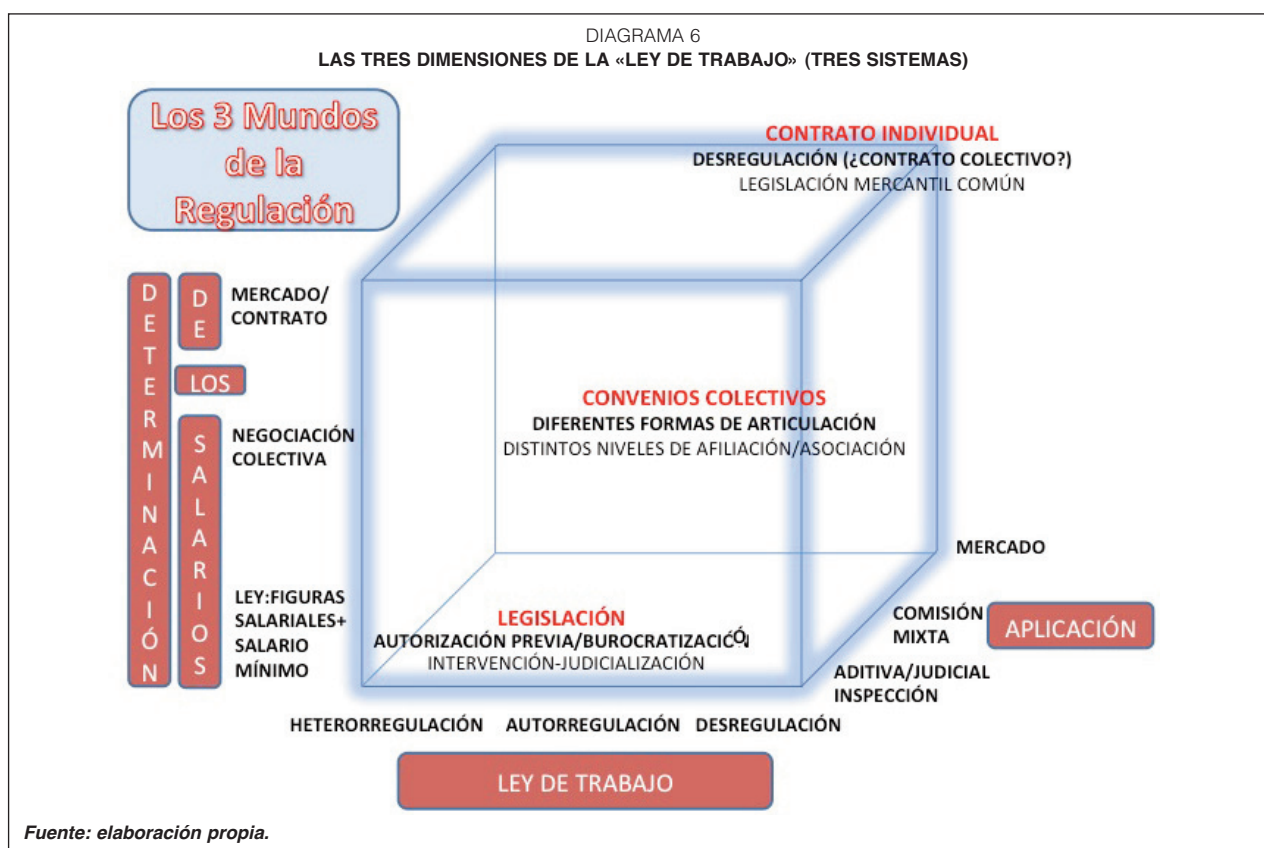 DIAGRAMA 6
LAS TRES DIMENSIONES DE LA «LEY DE TRABAJO» (TRES SISTEMAS)
Los 3 Mundos
de la
Regulación
CONTRATO INDIVIDUAL
DESREGULACIÓN (¿CONTRATO COLECTIVO?)
LEGISLACIÓN MERCANTIL COMÚN
DETERMINACIÓN
DE
LOS
SALARIOS
MERCADO/
CONTRATO
NEGOCIACIÓN
COLECTIVA
LEY:FIGURAS
SALARIALES+
SALARIO
MÍNIMO
CONVENIOS COLECTIVOS
DIFERENTES FORMAS DE ARTICULACIÓN
DISTINTOS NIVELES DE AFILIACIÓN/ASOCIACIÓN
LEGISLACIÓN
AUTORIZACIÓN PREVIA/BUROCRATIZACIÓN
INTERVENCIÓN-JUDICIALIZACIÓN
MERCADO
COMISIÓN
MIXTA
APLICACIÓN
ADITIVA/JUDICIAL
INSPECCIÓN
HETERORREGULACIÓN AUTORREGULACIÓN DESREGULACIÓN
LEY DE TRABAJO
Fuente: elaboración propia.